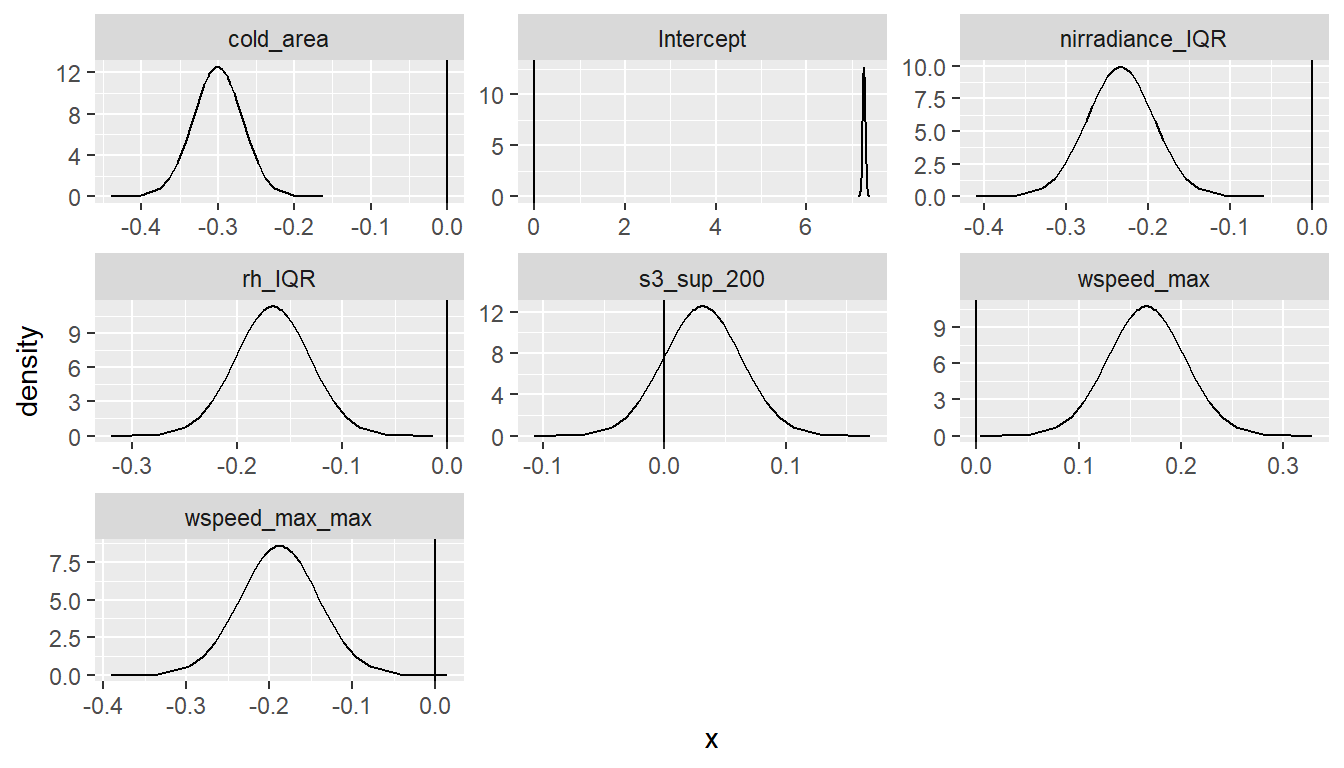 cold_area Intercept nirradiance_IQR
12 8 4 0 10 5 0 10.0 7.5 5.0 2.5 0.0
-0.4 -0.3 -0.2 -0.1 0.0 0 2 4 6 -0.4 -0.3 -0.2 -0.1 0.0
rh_IQR s3_sup_200 wspeed_max
9 6 3 0 12 8 4 0 9 6 3 0
-0.3 -0.2 -0.1 0.0 -0.1 0.0 0.1 0.0 0.1 0.2 0.3
density
wspeed_max_max
7.5 5.0 2.5 0.0
-0.4 -0.3 -0.2 -0.1 0.0
x